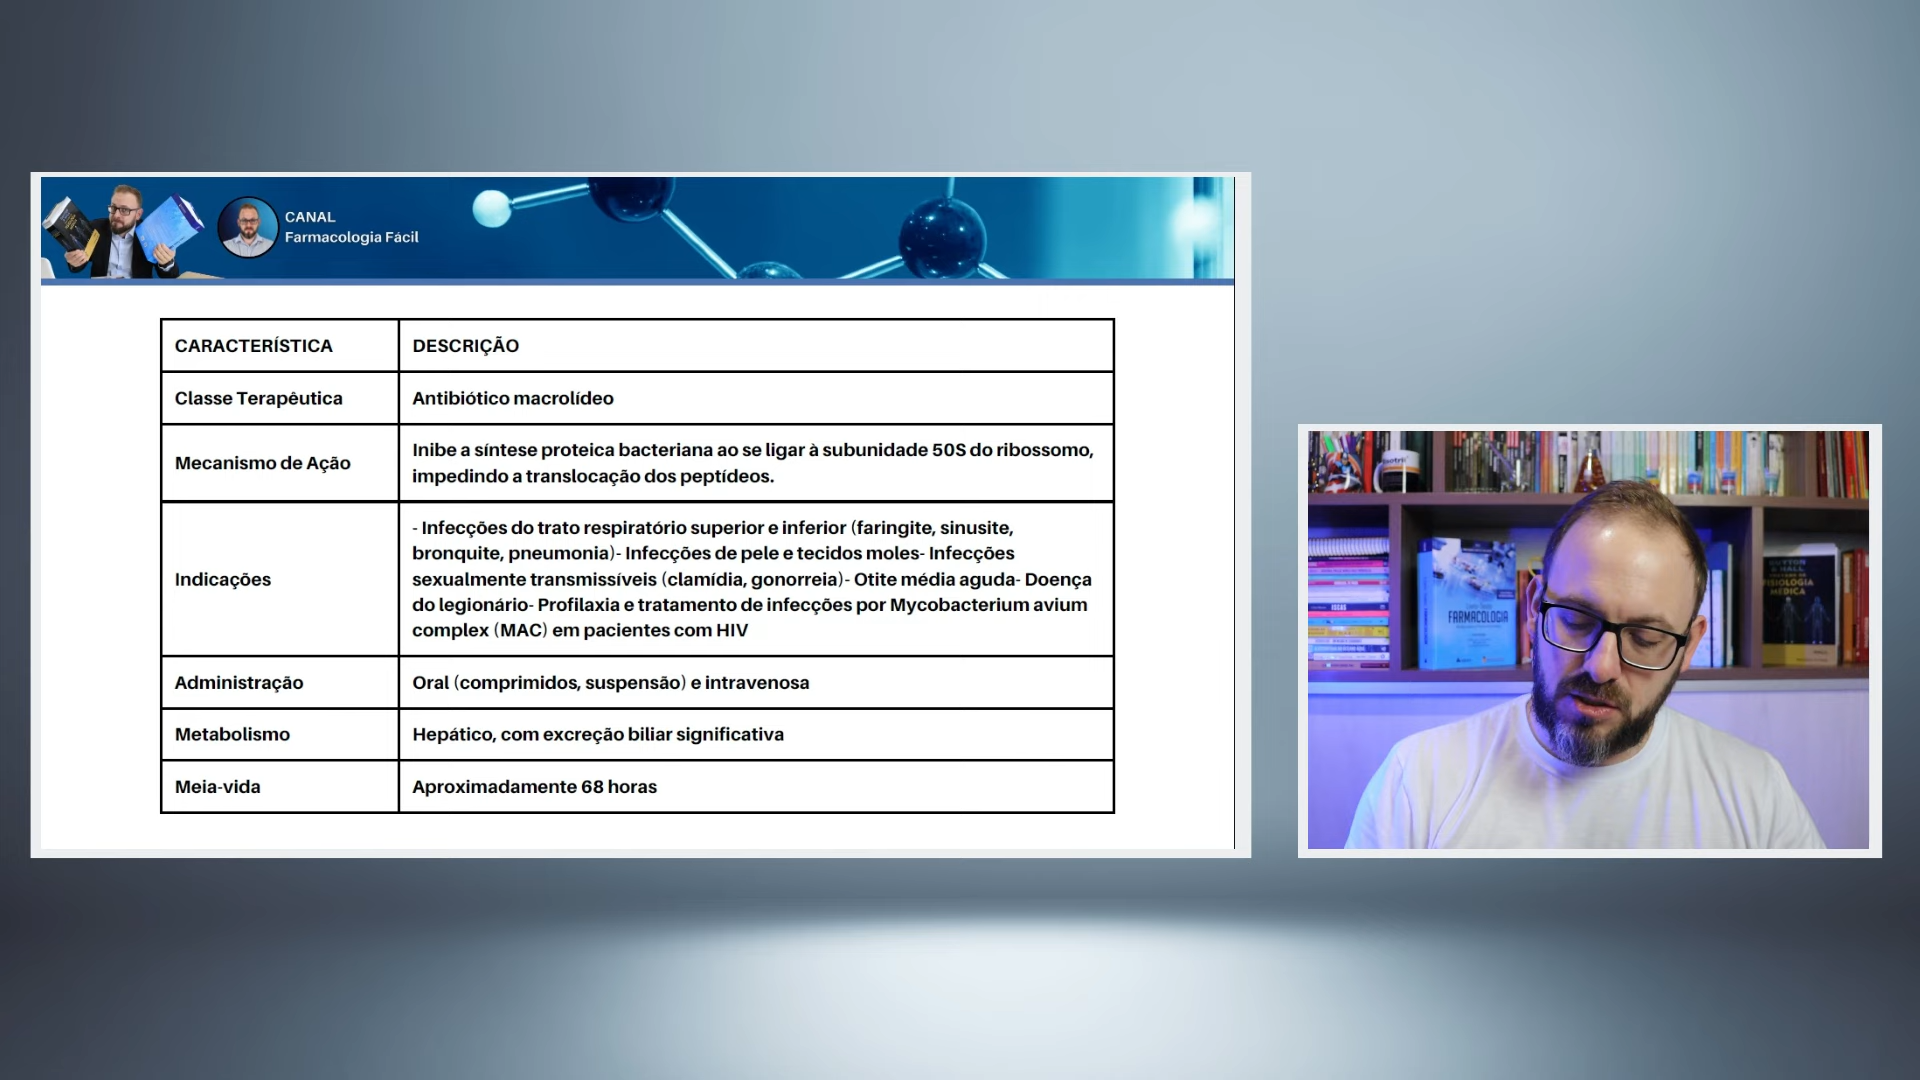 CANAL
Farmacologia Fácil
CARACTERÍSTICA
DESCRIÇÃO
Classe Terapêutica
Antibiótico macrolídeo
Mecanismo de Ação
Inibe a síntese proteica bacteriana ao se ligar à subunidade 50S do ribossomo,
impedindo a translocação dos peptídeos.
Indicações
- Infecções do trato respiratório superior e inferior (faringite, sinusite,
bronquite, pneumonia)- Infecções de pele e tecidos moles- Infecções
sexualmente transmissíveis (clamídia, gonorreia)- Otite média aguda- Doença
do legionário- Profilaxia e tratamento de infecções por Mycobacterium avium
complex (MAC) em pacientes com HIV
Administração
Oral (comprimidos, suspensão) e intravenosa
Metabolismo
Hepático, com excreção biliar significativa
Meia-vida
Aproximadamente 68 horas
FARMACOLOGIA
FISIOLOGIA
MÉDICA